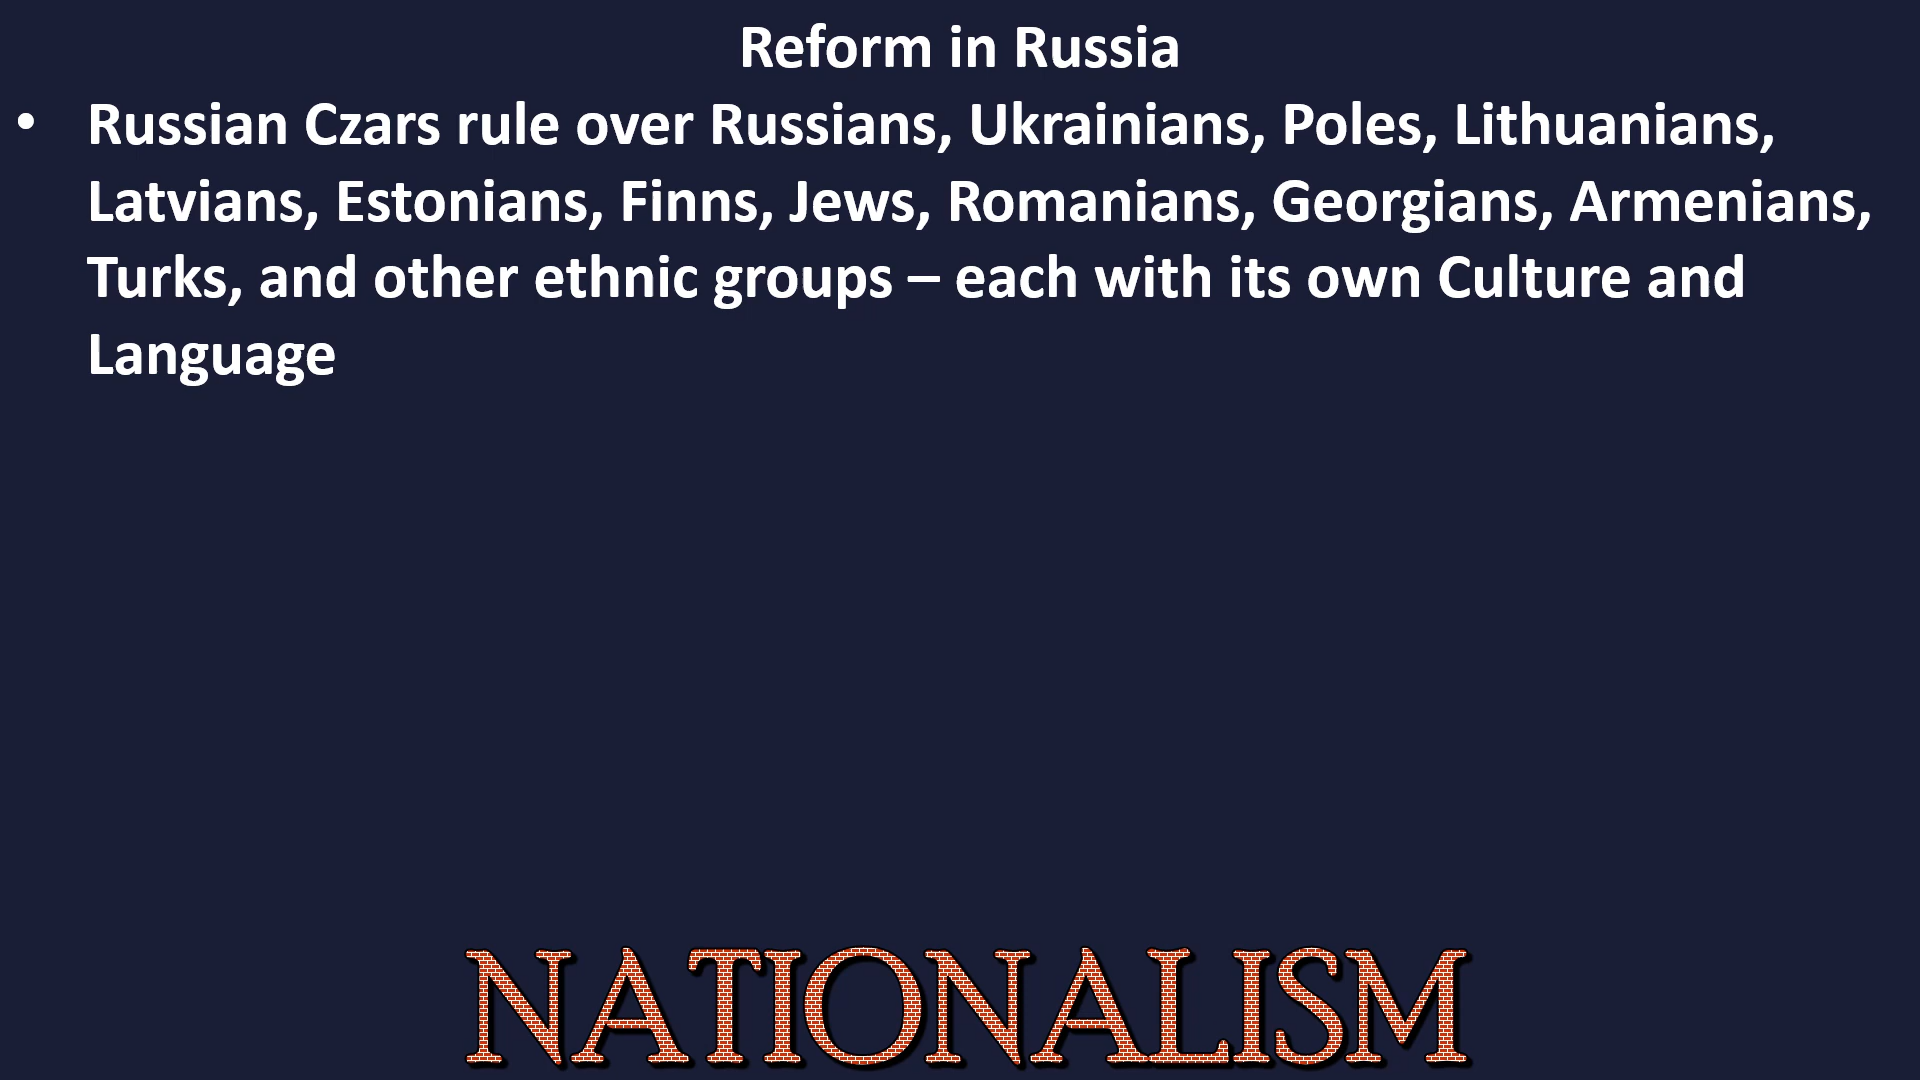 Reform in Russia
• Russian Czars rule over Russians, Ukrainians, Poles, Lithuanians,
Latvians, Estonians, Finns, Jews, Romanians, Georgians, Armenians,
Turks, and other ethnic groups – each with its own Culture and
Language
NATIONALISM